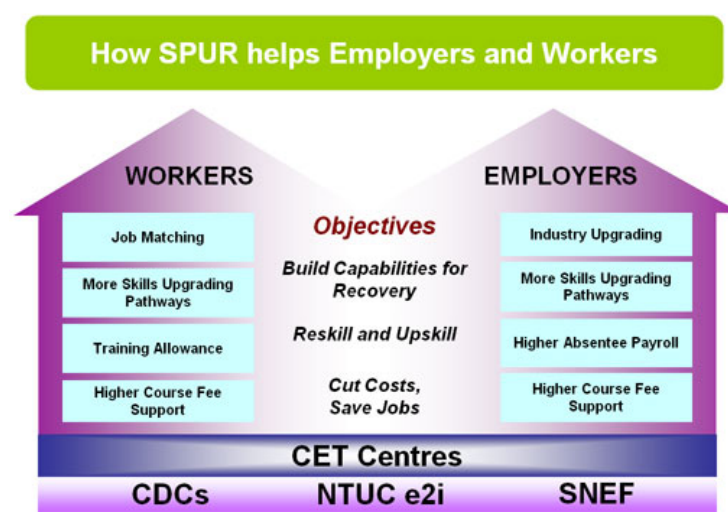 How SPUR helps Employers and Workers
WORKERS
Job Matching
More Skills Upgrading
Pathways
Training Allowance
Higher Course Fee
Support
Objectives
Build Capabilities for
Recovery
Reskill and Upskill
Cut Costs,
Save Jobs
EMPLOYERS
Industry Upgrading
More Skills Upgrading
Pathways
Higher Absentee Payroll
Higher Course Fee
Support
CET Centres
CDCs NTUC e2i SNEF